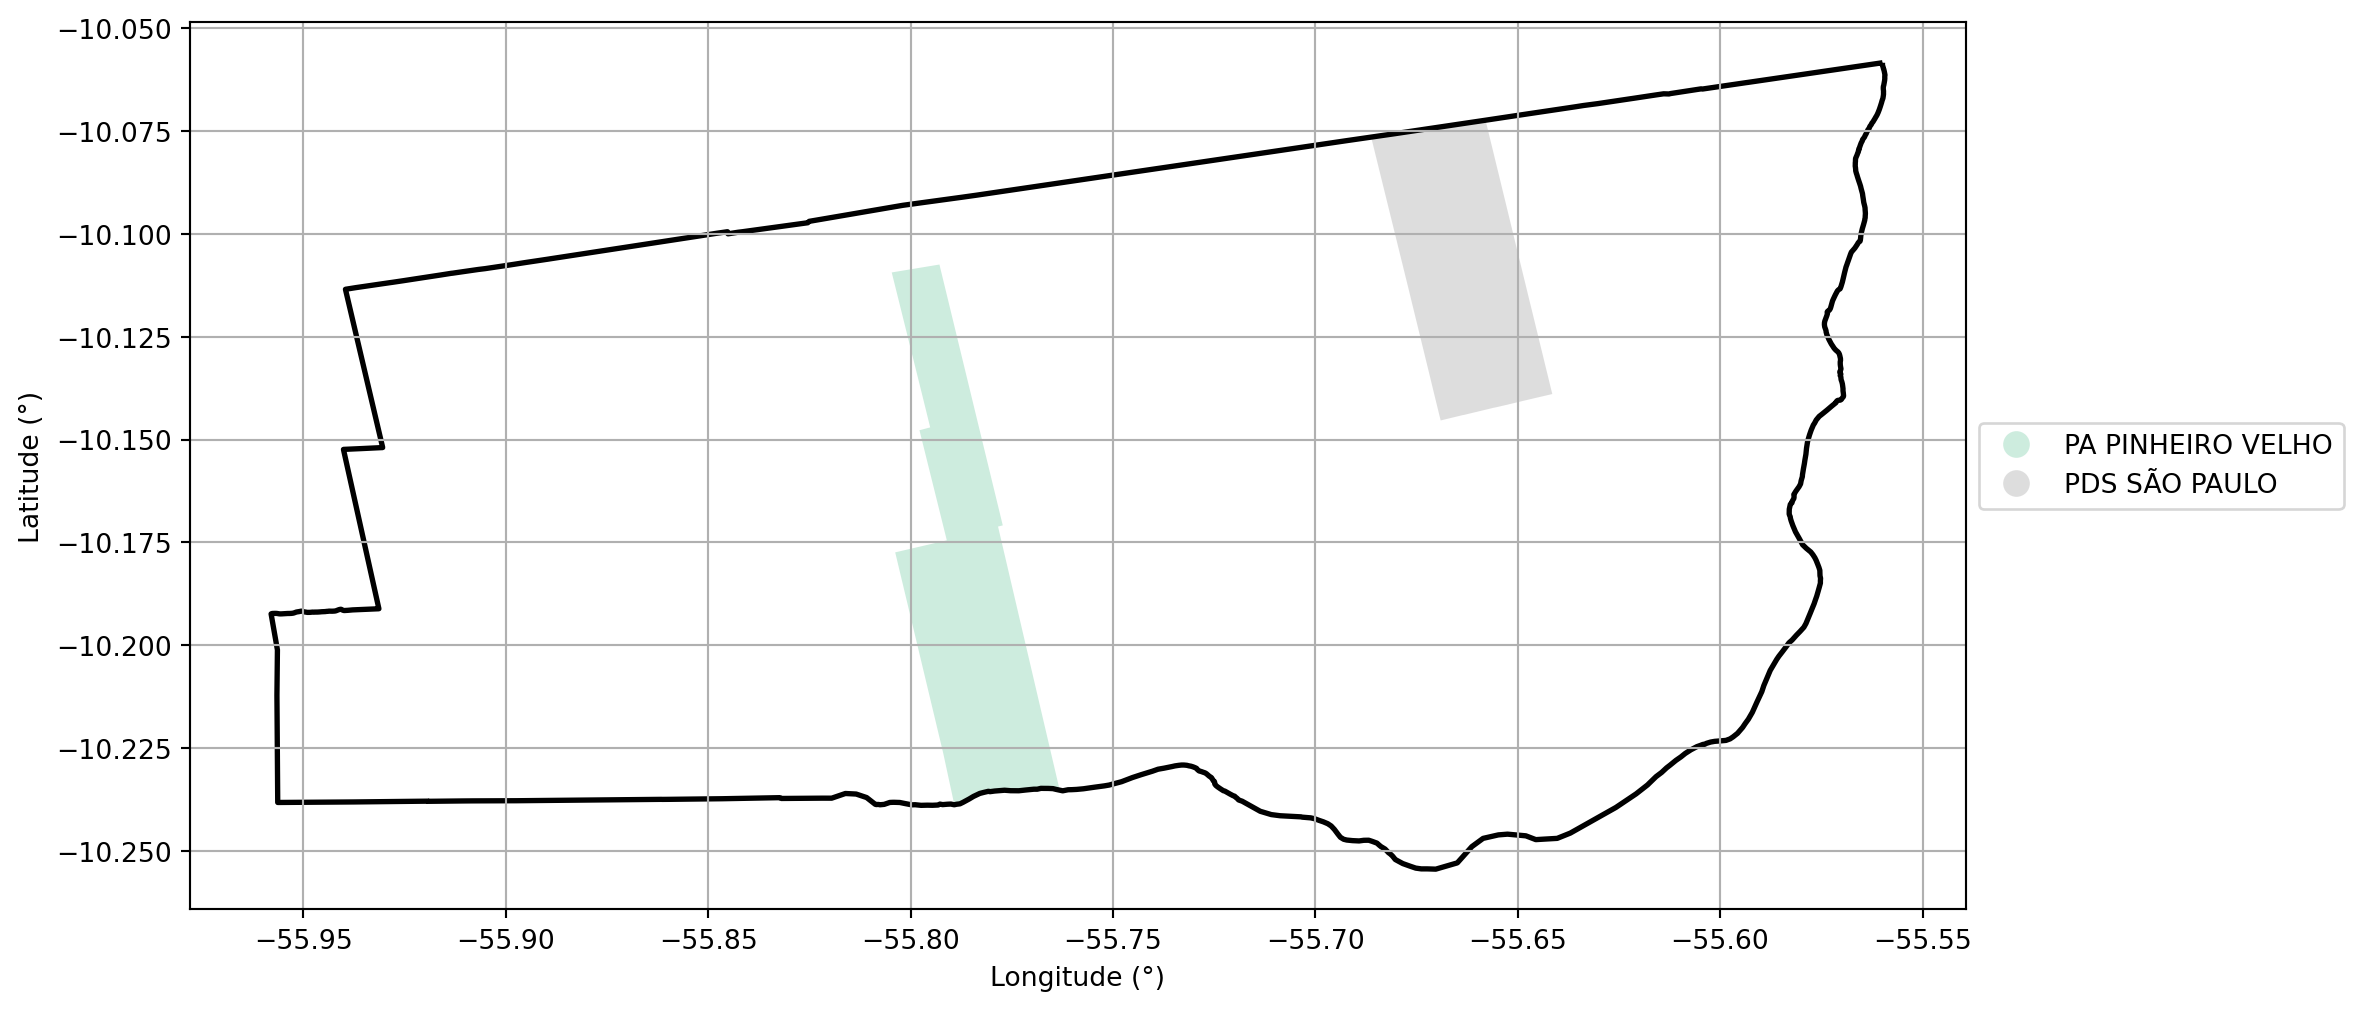 −10.050
−10.075
−10.100
−10.125
−10.150
−10.175
−10.200
−10.225
−10.250
Latitude (°)
−55.95 −55.90 −55.85 −55.80 −55.75 −55.70 −55.65 −55.60 −55.55
Longitude (°)
PA PINHEIRO VELHO
PDS SÃO PAULO